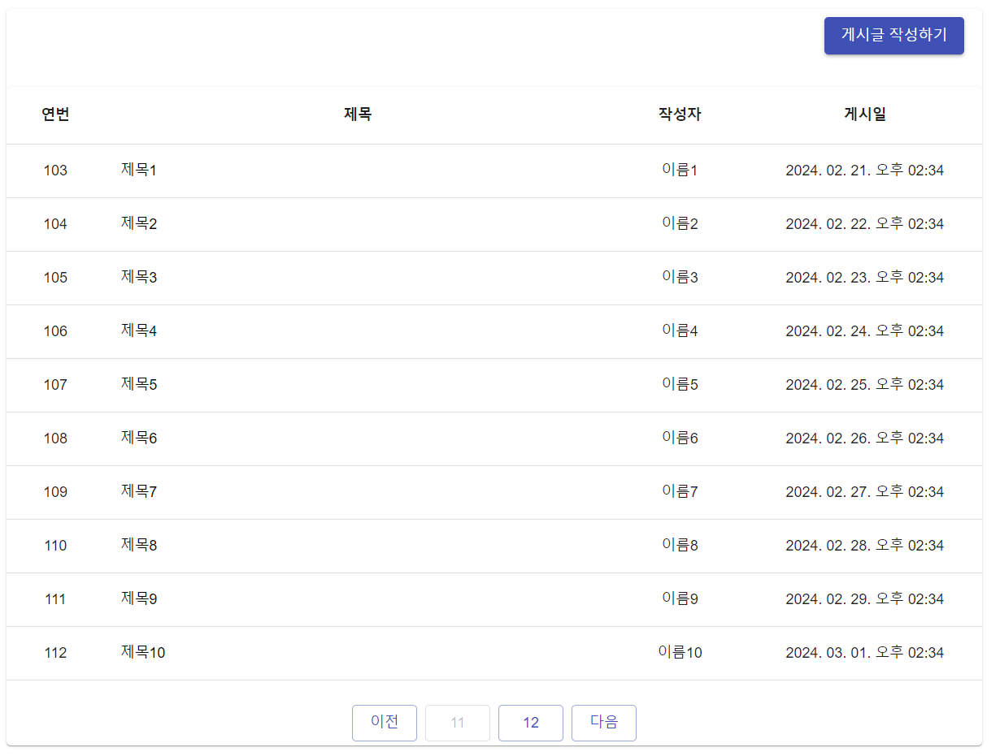 게시글 작성하기
연번 제목 작성자 게시일
103 제목1 이름1 2024. 02. 21. 오후 02:34
104 제목2 이름2 2024. 02. 22. 오후 02:34
105 제목3 이름3 2024. 02. 23. 오후 02:34
106 제목4 이름4 2024. 02. 24. 오후 02:34
107 제목5 이름5 2024. 02. 25. 오후 02:34
108 제목6 이름6 2024. 02. 26. 오후 02:34
109 제목7 이름7 2024. 02. 27. 오후 02:34
110 제목8 이름8 2024. 02. 28. 오후 02:34
111 제목9 이름9 2024. 02. 29. 오후 02:34
112 제목10 이름10 2024. 03. 01. 오후 02:34
이전 11 12 다음